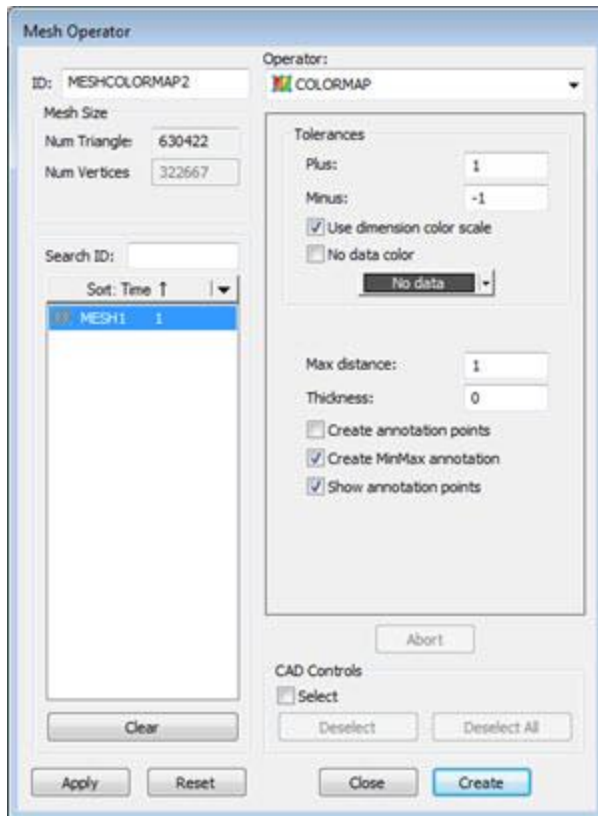 Mesh Operator
ID: MESHCOLORMAP2
Operator:
COLORMAP
Mesh Size
Num Triangle: 630422
Num Vertices 322667
Search ID:
Sort: Time ↑
MESH1 1
Clear
Tolerances
Plus: 1
Minus: -1
Use dimension color scale
No data color
No data
Max distance: 1
Thickness: 0
Create annotation points
Create MinMax annotation
Show annotation points
Abort
CAD Controls
Select
Deselect Deselect All
Apply Reset Close Create